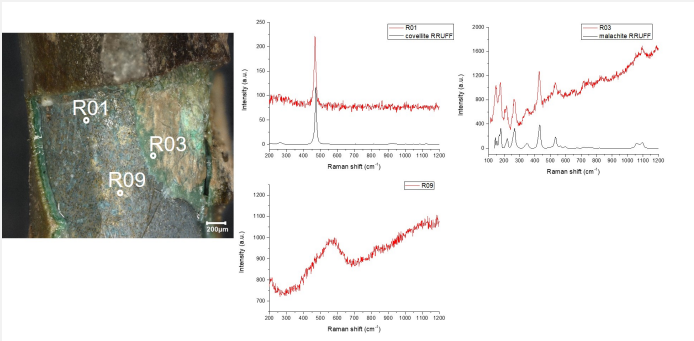 R01
R03
R09
200µm
R01
covellite RRUFF
250
200
150
100
50
0
200 300 400 500 600 700 800 900 1000 1100 1200
Intensity (a.u.)
Raman shift (cm⁻¹)
R03
malachite RRUFF
2000
1600
1200
800
400
0
100 200 300 400 500 600 700 800 900 1000 1100 1200
Intensity (a.u.)
Raman shift (cm⁻¹)
R09
1200
1100
1000
900
800
700
200 300 400 500 600 700 800 900 1000 1100 1200
Intensity (a.u.)
Raman shift (cm⁻¹)